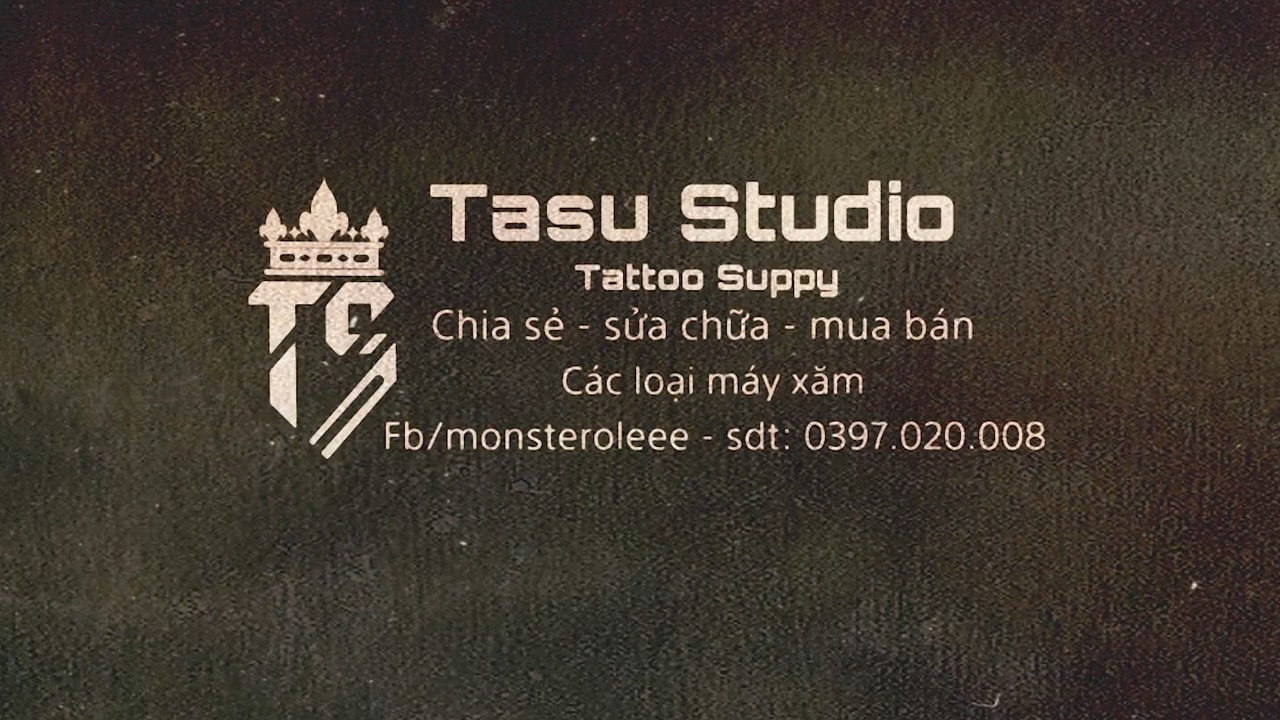 Tasu Studio
Tattoo Suppy
TS
Chia sẻ - sửa chữa - mua bán
Các loại máy xăm
Fb/monsteroleee - sdt: 0397.020.008